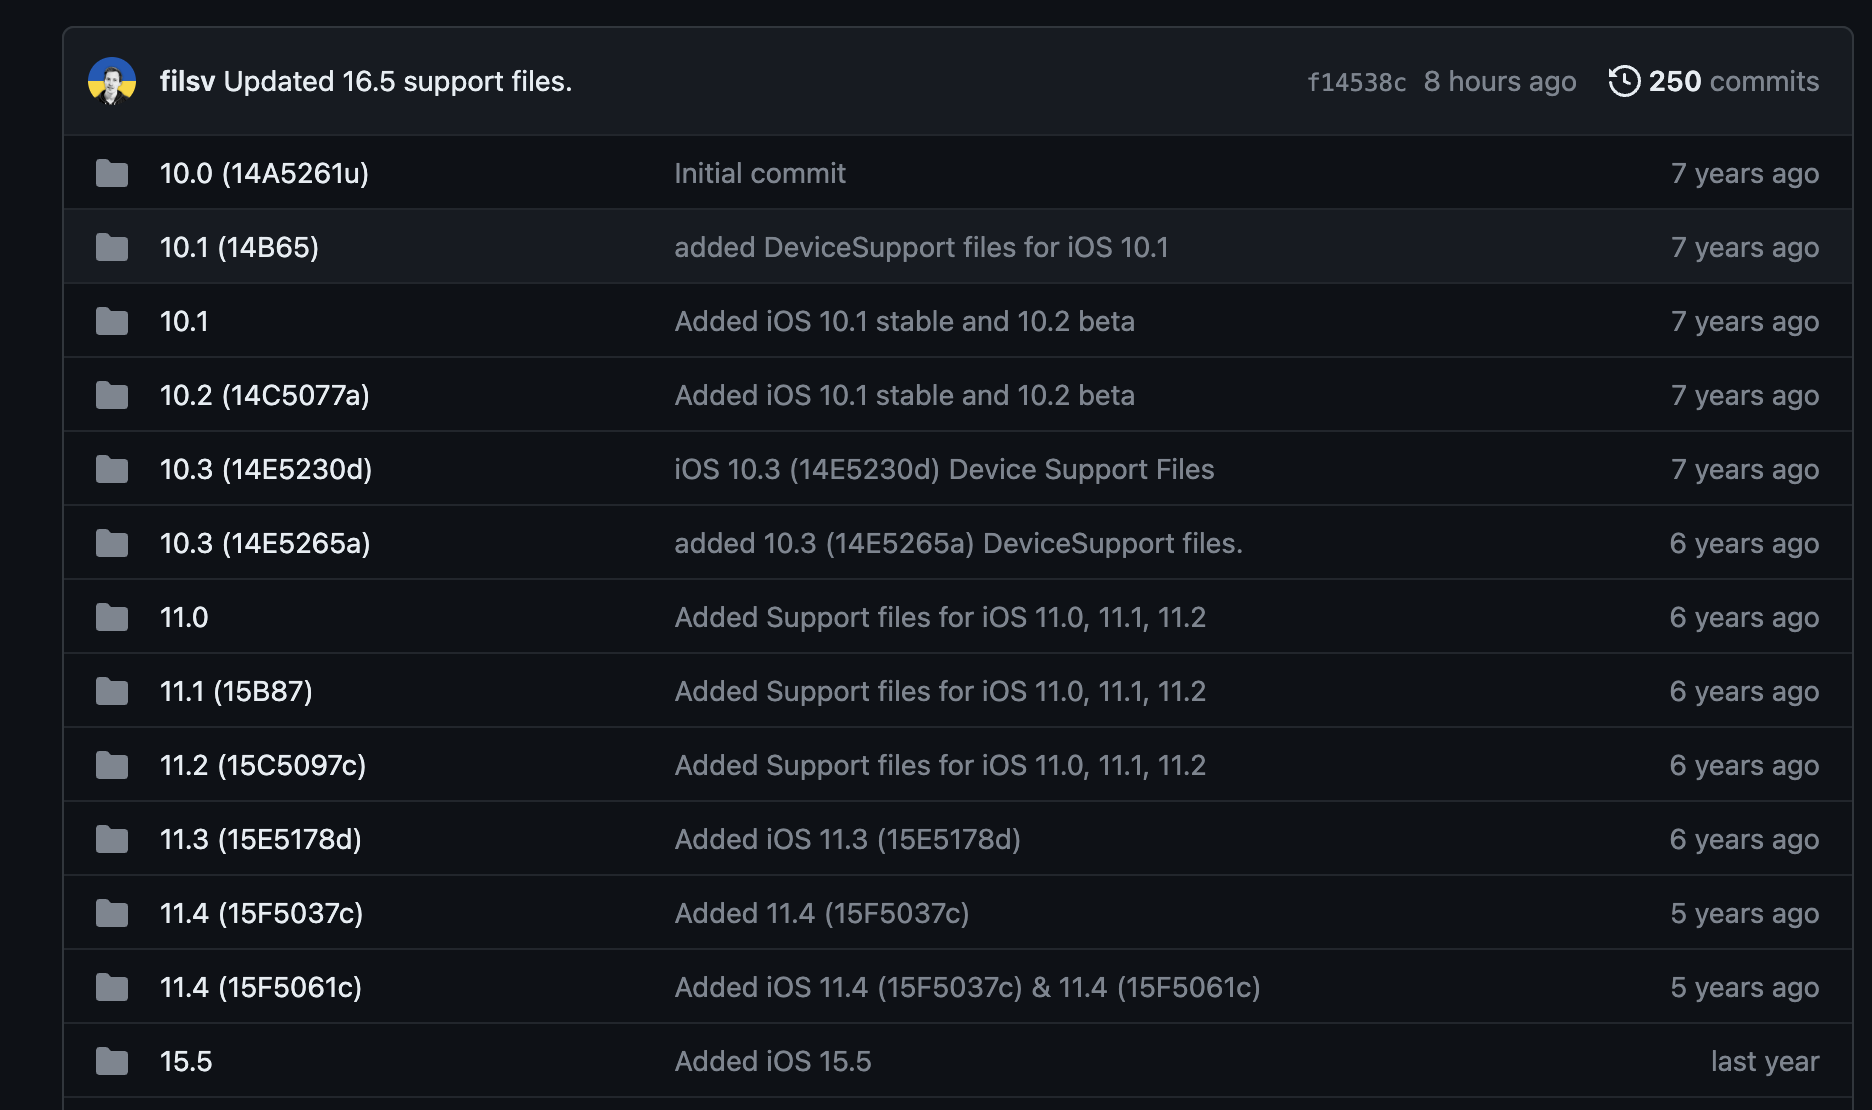 filsv Updated 16.5 support files. f14538c 8 hours ago 250 commits
10.0 (14A5261u) Initial commit 7 years ago
10.1 (14B65) added DeviceSupport files for iOS 10.1 7 years ago
10.1 Added iOS 10.1 stable and 10.2 beta 7 years ago
10.2 (14C5077a) Added iOS 10.1 stable and 10.2 beta 7 years ago
10.3 (14E5230d) iOS 10.3 (14E5230d) Device Support Files 7 years ago
10.3 (14E5265a) added 10.3 (14E5265a) DeviceSupport files. 6 years ago
11.0 Added Support files for iOS 11.0, 11.1, 11.2 6 years ago
11.1 (15B87) Added Support files for iOS 11.0, 11.1, 11.2 6 years ago
11.2 (15C5097c) Added Support files for iOS 11.0, 11.1, 11.2 6 years ago
11.3 (15E5178d) Added iOS 11.3 (15E5178d) 6 years ago
11.4 (15F5037c) Added 11.4 (15F5037c) 5 years ago
11.4 (15F5061c) Added iOS 11.4 (15F5037c) & 11.4 (15F5061c) 5 years ago
15.5 Added iOS 15.5 last year